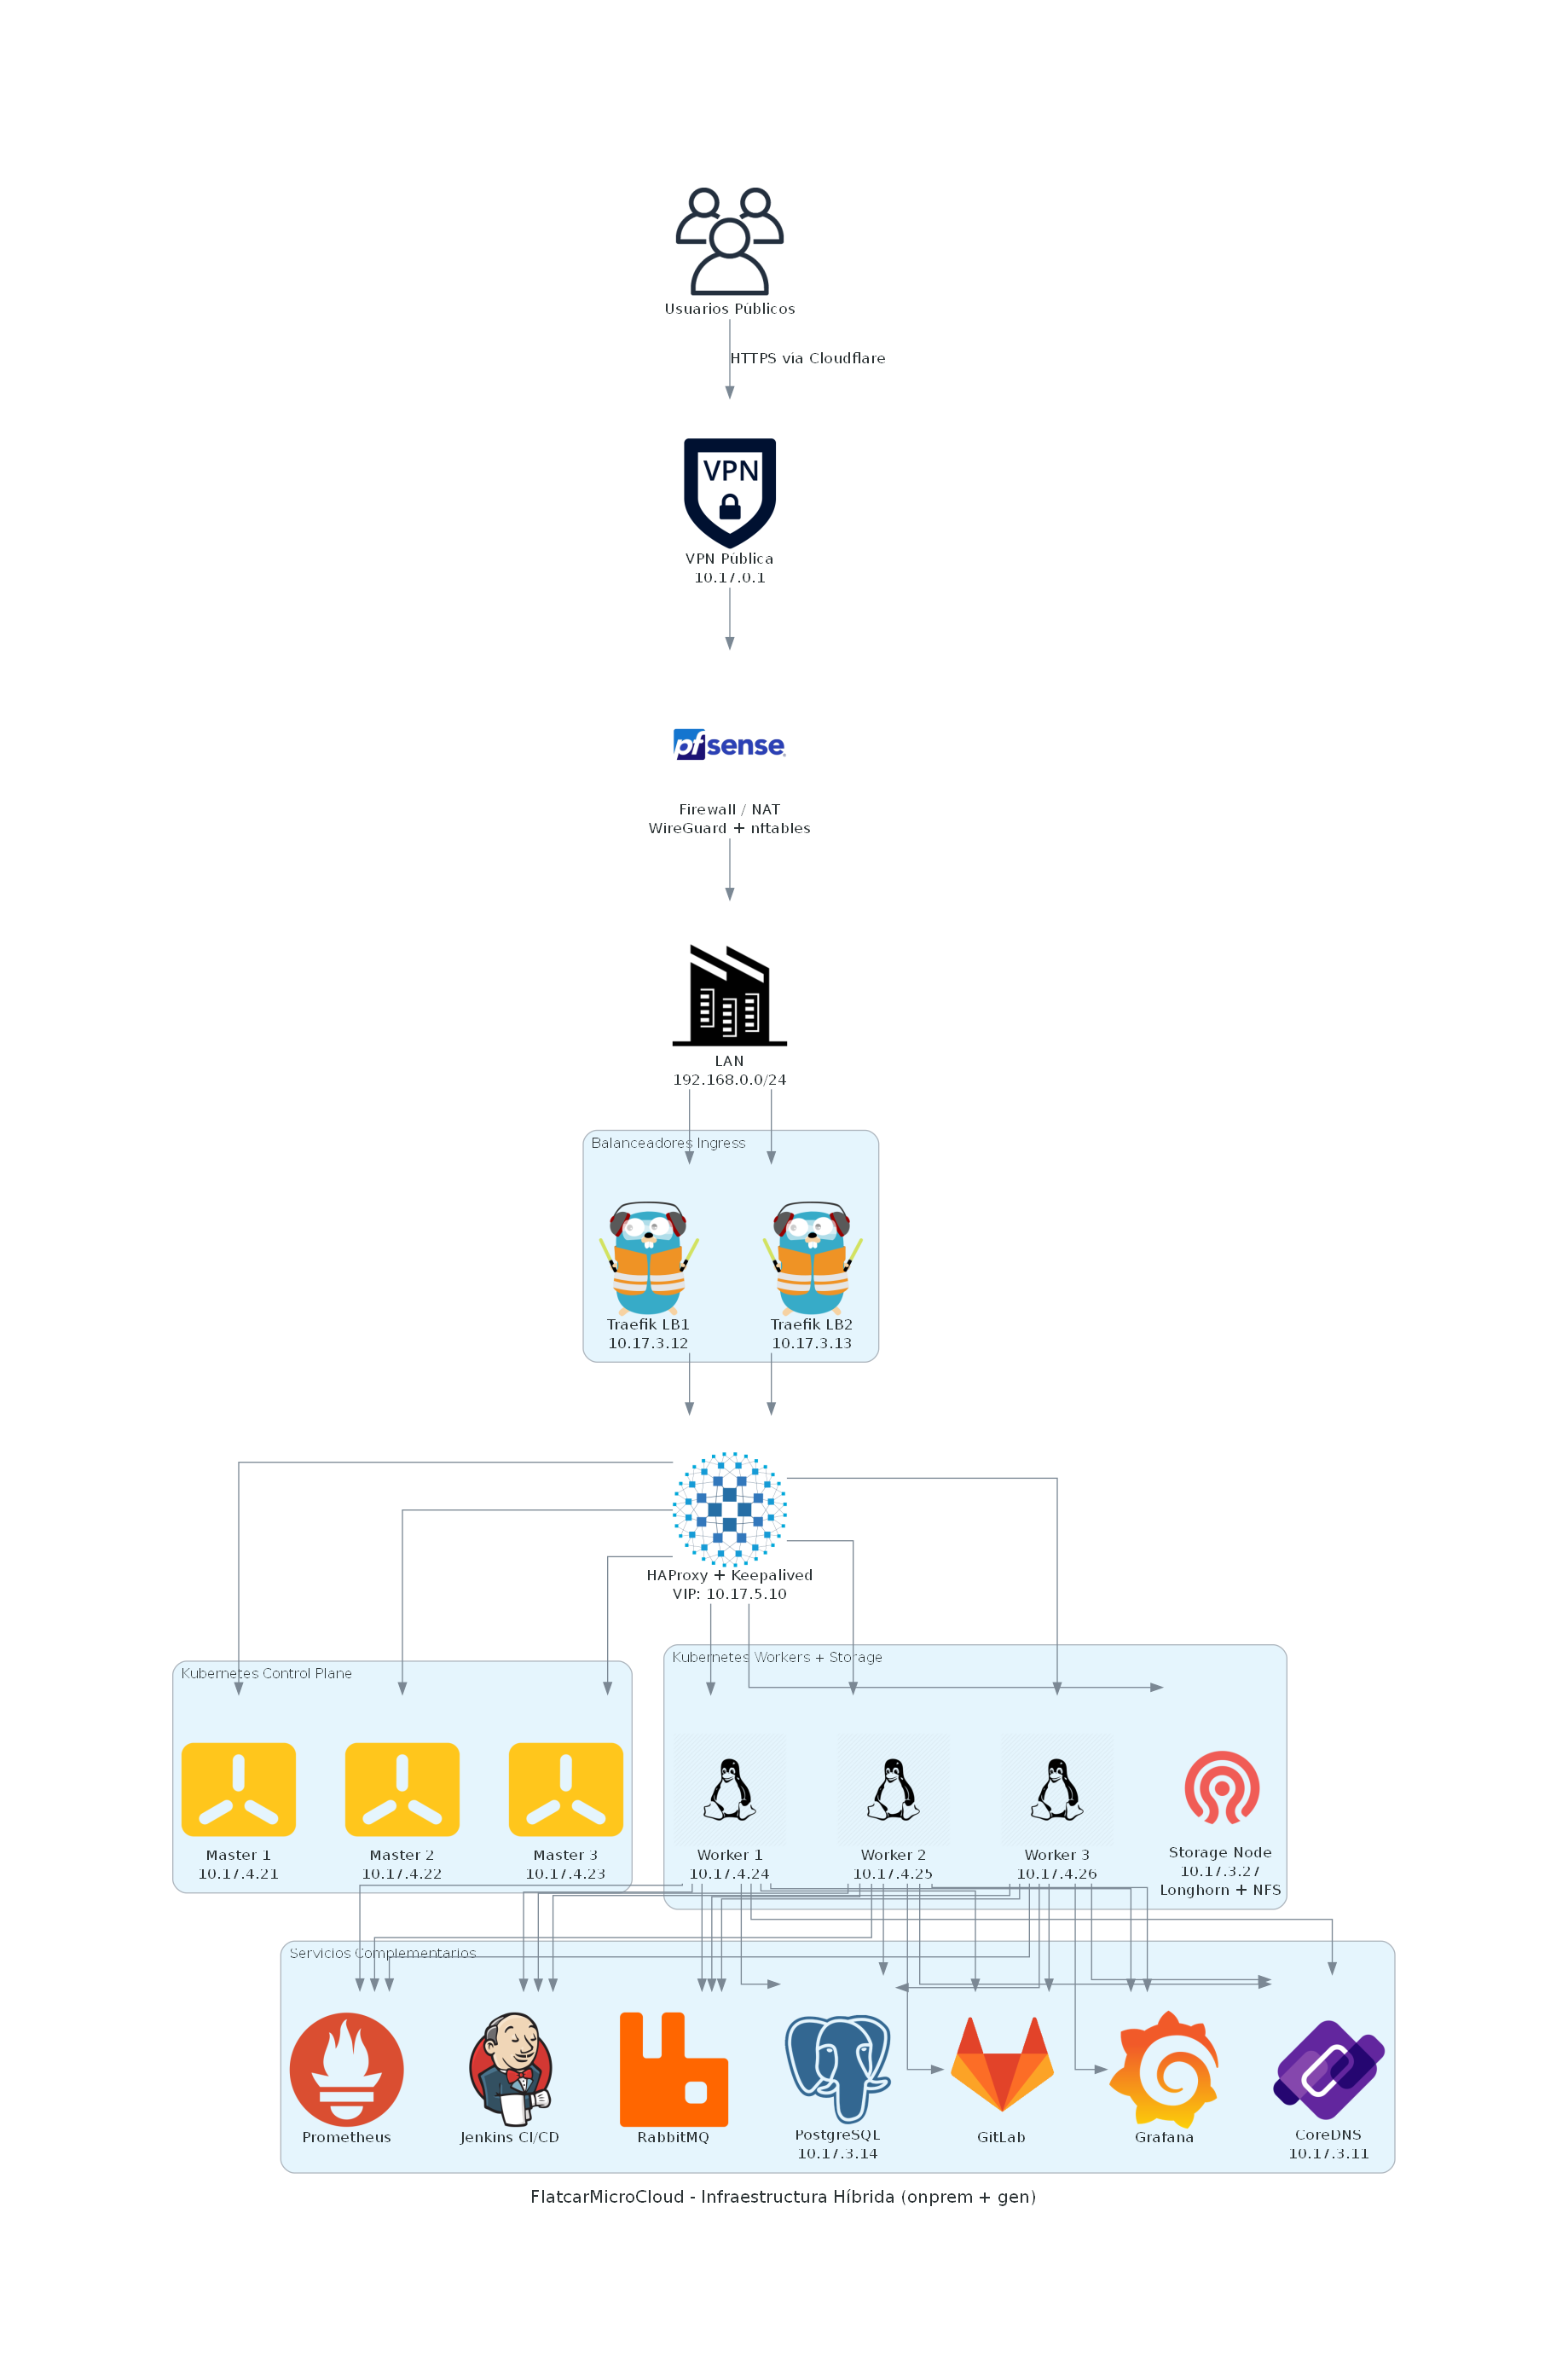 Usuarios Públicos
HTTPS via Cloudflare
VPN
VPN Pública
10.17.0.1
pfsense
Firewall / NAT
WireGuard + nftables
LAN
192.168.0.0/24
Balanceadores Ingress
Traefik LB1
10.17.3.12
Traefik LB2
10.17.3.13
HAProxy + Keepalived
VIP: 10.17.5.10
Kubernetes Control Plane
Master 1
10.17.4.21
Master 2
10.17.4.22
Master 3
10.17.4.23
Kubernetes Workers + Storage
Worker 1
10.17.4.24
Worker 2
10.17.4.25
Worker 3
10.17.4.26
Storage Node
10.17.3.27
Longhorn + NFS
Servicios Complementarios
Prometheus
Jenkins CI/CD
RabbitMQ
PostgreSQL
10.17.3.14
GitLab
Grafana
CoreDNS
10.17.3.11
FlatcarMicroCloud - Infraestructura Híbrida (onprem + gen)